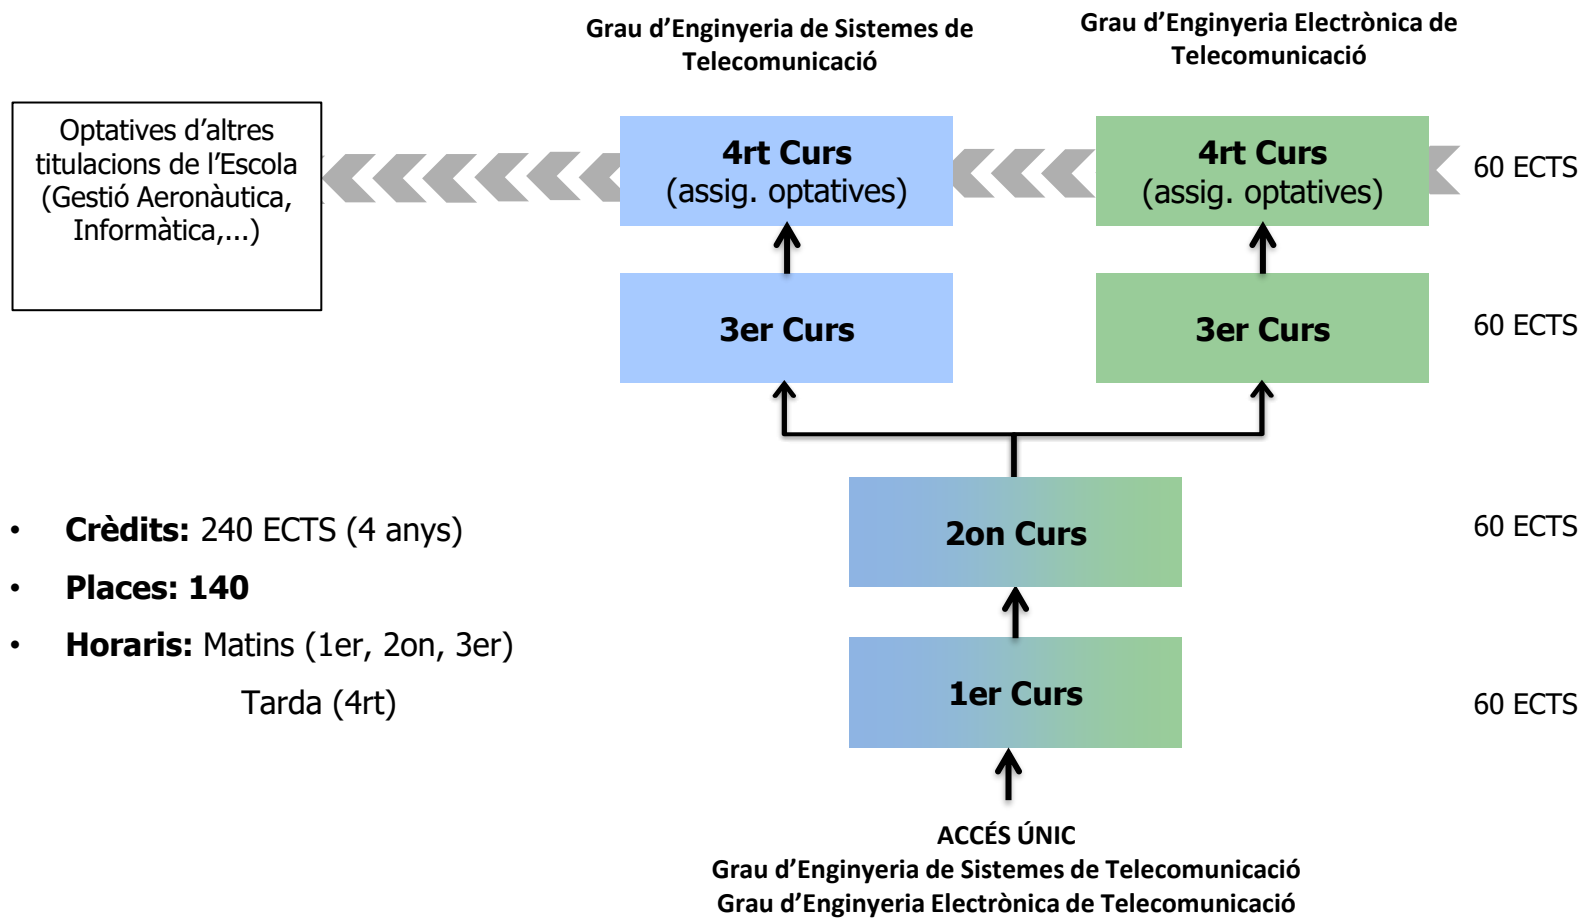 Grau d’Enginyeria de Sistemes de
Telecomunicació
Grau d’Enginyeria Electrònica de
Telecomunicació
Optatives d’altres
titulacions de l’Escola
(Gestió Aeronàutica,
Informàtica,...)
4rt Curs
(assig. optatives)
4rt Curs
(assig. optatives)
60 ECTS
3er Curs
3er Curs
60 ECTS
2on Curs
60 ECTS
1er Curs
60 ECTS
• Crèdits: 240 ECTS (4 anys)
• Places: 140
• Horaris: Matins (1er, 2on, 3er)
Tarda (4rt)
ACCÉS ÚNIC
Grau d’Enginyeria de Sistemes de Telecomunicació
Grau d’Enginyeria Electrònica de Telecomunicació